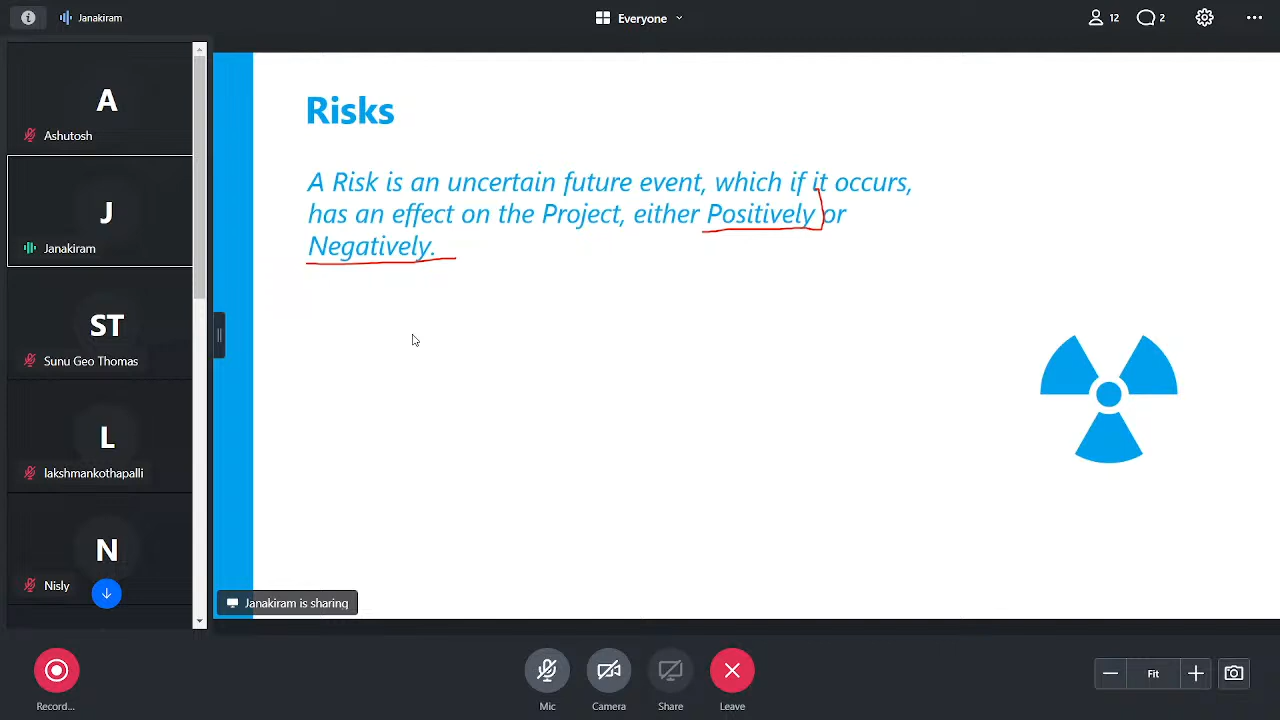 Janakiram
Everyone
12
2
A
Ashutosh
J
Janakiram
ST
Sunu Geo Thomas
L
lakshmankothapalli
N
Nisly
Risks
A Risk is an uncertain future event, which if it occurs,
has an effect on the Project, either Positively or
Negatively.
Janakiram is sharing
Record...
Mic
Camera
Share
Leave
Fit